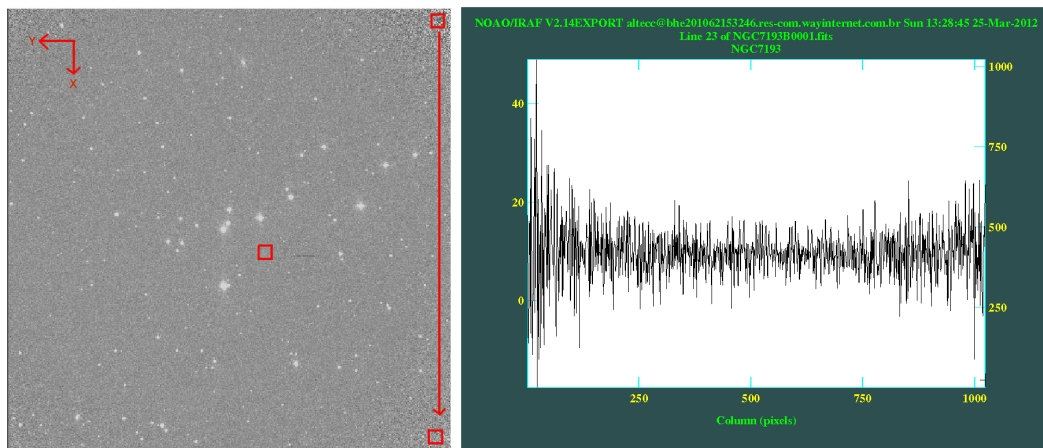 Y
X
NOAO/IRAF V2.14EXPORT altecc@bhe201062153246.res-com.wayinternet.com.br Sun 13:28:45 25-Mar-2012
Line 23 of NGC7193B0001.fits
NGC7193
40
20
0
1000
750
500
250
250
500
750
1000
Column (pixels)